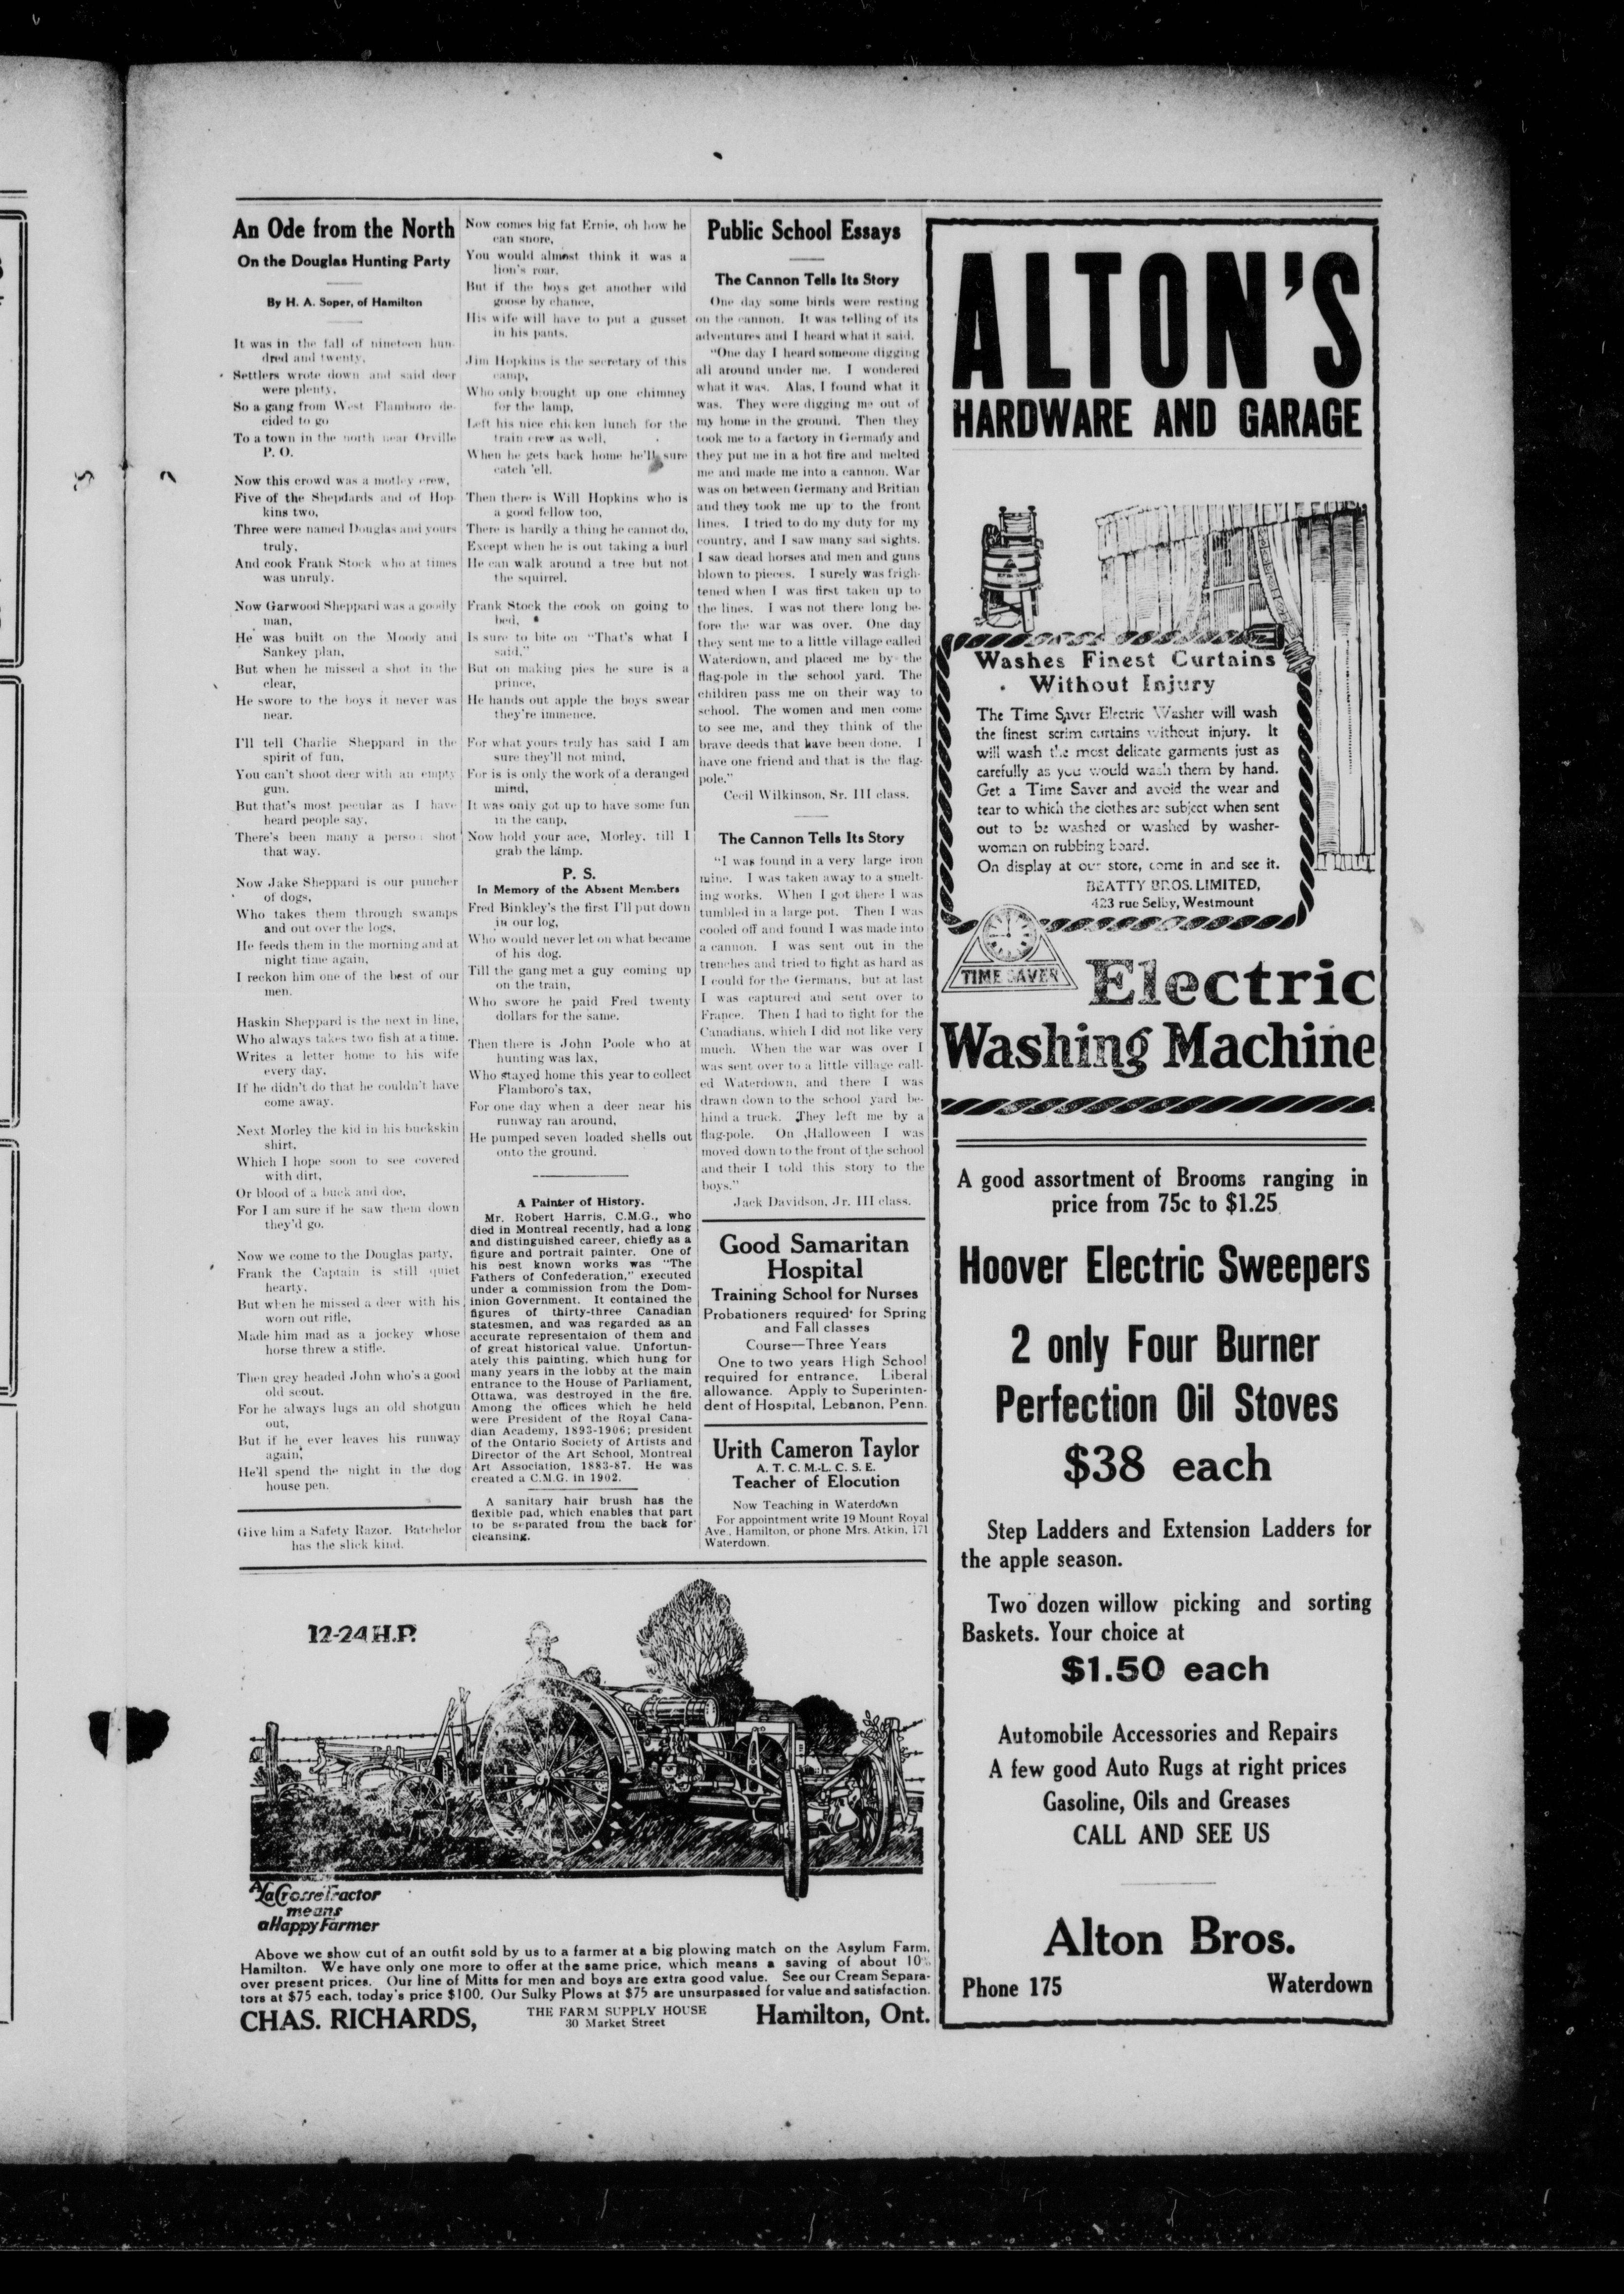 An Ode from the North
On the Douglas Hunting Party
By H. A. Soper, of Hamilton
It was in the fall of nineteen hun-
dred and twenty,
Settlers wrote down and said deer
were plenty,
So a gang from West Flamboro de-
cided to go
To a town in the north near Orville
P. O.
Now this crowd was a motley crew,
Five of the Shepdards and of Hop
kins two,
Three were named Douglas and yours
truly,
And cook Frank Stock who at times
was unruly.
Now Garwood Sheppard was a goodly
man,
He was built on the Moody and
Sankey plan,
But when he missed a shot in the
clear,
He swore to the boys it never was
near.
I'll tell Charlie Sheppard in the
spirit of fun,
You can't shoot deer with an empty
gun.
But that's most peculiar as I have
heard people say,
There's been many a person shot
that way.
Now Jake Sheppard is our puncher
of dogs,
Who takes them through swamps
and out over the logs,
He feeds them in the morning and at
night time again,
I reckon him one of the best of our
men.
Haskin Sheppard is the next in line,
Who always takes two fish at a time.
Writes a letter home to his wife
every day,
If he didn't do that he couldn't have
come away.
Next Morley the kid in his buckskin
shirt,
Which I hope soon to see covered
with dirt,
Or blood of a buck and doe,
For I am sure if he saw them down
they'd go.
Now we come to the Douglas party,
Frank the Captain is still quiet
hearty,
But when he missed a deer with his
worn out rifle,
Made him mad as a jockey whose
horse threw a stifle.
Then grey headed John who's a good
old scout,
For he always lugs an old shotgun
out,
But if he ever leaves his runway
again,
He'll spend the night in the dog
house pen.
Give him a Safety Razor. Batchelor
has the slick kind.
Now comes big fat Ernie, oh how he
can snore,
You would almost think it was a
lion's roar,
But if the boys get another wild
goose by chance,
His wife will have to put a gusset
in his pants.
Jim Hopkins is the secretary of this
camp,
Who only brought up one chimney
for the lamp,
Left his nice chicken lunch for the
train crew as well,
When he gets back home he'll sure
catch 'ell.
Then there is Will Hopkins who is
a good fellow too,
There is hardly a thing he cannot do,
Except when he is out taking a burl
He can walk around a tree but not
the squirrel.
Frank Stock the cook on going to
bed,
Is sure to bite on "That's what I
said,"
But on making pies he sure is a
prince,
He hands out apple the boys swear
they're immence.
For what yours truly has said I am
sure they'll not mind,
For is is only the work of a deranged
mind,
It was only got up to have some fun
in the canp,
Now hold your ace, Morley, till I
grab the lamp.
P. S.
In Memory of the Absent Members
Fred Binkley's the first I'll put down
in our log,
Who would never let on what became
of his dog.
Till the gang met a guy coming up
on the train,
Who swore he paid Fred twenty
dollars for the same.
Then there is John Poole who at
hunting was lax,
Who stayed home this year to collect
Flamboro's tax,
For one day when a deer near his
runway ran around,
He pumped seven loaded shells out
onto the ground.
A Painter of History.
Mr. Robert Harris, C.M.G., who
died in Montreal recently, had a long
and distinguished career, chiefly as a
figure and portrait painter. One of
his best known works was "The
Fathers of Confederation," executed
under a commission from the Dom-
inion Government. It contained the
figures of thirty-three Canadian
statesmen, and was regarded as an
accurate representaion of them and
of great historical value. Unfortun-
ately this painting, which hung for
many years in the lobby at the main
entrance to the House of Parliament,
Ottawa, was destroyed in the fire.
Among the offices which he held
were President of the Royal Cana-
dian Academy, 1893-1906; president
of the Ontario Society of Artists and
Director of the Art School, Montreal
Art Association, 1883-87. He was
created a C.M.G. in 1902.
A sanitary hair brush has the
flexible pad, which enables that part
to be separated from the back for
cleansing.
Public School Essays
The Cannon Tells Its Story
One day some birds were resting
on the cannon. It was telling of its
adventures and I heard what it said.
"One day I heard someone digging
all around under me. I wondered
what it was. Alas, I found what it
was. They were digging me out of
my home in the ground. Then they
took me to a factory in Germany and
they put me in a hot fire and melted
me and made me into a cannon. War
was on between Germany and Britian
and they took me up to the front
lines. I tried to do my duty for my
country, and I saw many sad sights.
I saw dead horses and men and guns
blown to pieces. I surely was frigh-
tened when I was first taken up to
the lines. I was not there long be-
fore the war was over. One day
they sent me to a little village called
Waterdown, and placed me by the
flag-pole in the school yard. The
children pass me on their way to
school. The women and men come
to see me, and they think of the
brave deeds that have been done. I
have one friend and that is the flag-
pole."
Cecil Wilkinson, Sr. III class.
The Cannon Tells Its Story
"I was found in a very large iron
mine. I was taken away to a smelt-
ing works. When I got there I was
tumbled in a large pot. Then I was
cooled off and found I was made into
a cannon. I was sent out in the
trenches and tried to fight as hard as
I could for the Germans, but at last
I was captured and sent over to
France. Then I had to fight for the
Canadians, which I did not like very
much. When the war was over I
was sent over to a little village call-
ed Waterdown, and there I was
drawn down to the school yard be-
hind a truck. They left me by a
flag-pole. On Halloween I was
moved down to the front of the school
and their I told this story to the
boys."
Jack Davidson, Jr. III class.
Good Samaritan
Hospital
Training School for Nurses
Probationers required for Spring
and Fall classes
Course—Three Years
One to two years High School
required for entrance. Liberal
allowance. Apply to Superinten-
dent of Hospital, Lebanon, Penn.
Urith Cameron Taylor
A. T. C. M.-L. C. S. E.
Teacher of Elocution
Now Teaching in Waterdown
For appointment write 19 Mount Royal
Ave., Hamilton, or phone Mrs. Atkin, 171
Waterdown.
12-24 H.P.
A La Crosse Tractor
means
a Happy Farmer
Above we show cut of an outfit sold by us to a farmer at a big plowing match on the Asylum Farm,
Hamilton. We have only one more to offer at the same price, which means a saving of about 10%
over present prices. Our line of Mitts for men and boys are extra good value. See our Cream Separa-
tors at $75 each, today's price $100. Our Sulky Plows at $75 are unsurpassed for value and satisfaction.
CHAS. RICHARDS,
THE FARM SUPPLY HOUSE
30 Market Street
Hamilton, Ont.
ALTON'S
HARDWARE AND GARAGE
Washes Finest Curtains
Without Injury
The Time Saver Electric Washer will wash
the finest scrim curtains without injury. It
will wash the most delicate garments just as
carefully as you would wash them by hand.
Get a Time Saver and avoid the wear and
tear to which the clothes are subject when sent
out to be washed or washed by washer-
woman on rubbing board.
On display at our store, come in and see it.
BEATTY BROS. LIMITED,
423 rue Selby, Westmount
TIME SAVER
Electric
Washing Machine
A good assortment of Brooms ranging in
price from 75c to $1.25
Hoover Electric Sweepers
2 only Four Burner
Perfection Oil Stoves
$38 each
Step Ladders and Extension Ladders for
the apple season.
Two dozen willow picking and sorting
Baskets. Your choice at
$1.50 each
Automobile Accessories and Repairs
A few good Auto Rugs at right prices
Gasoline, Oils and Greases
CALL AND SEE US
Alton Bros.
Phone 175
Waterdown